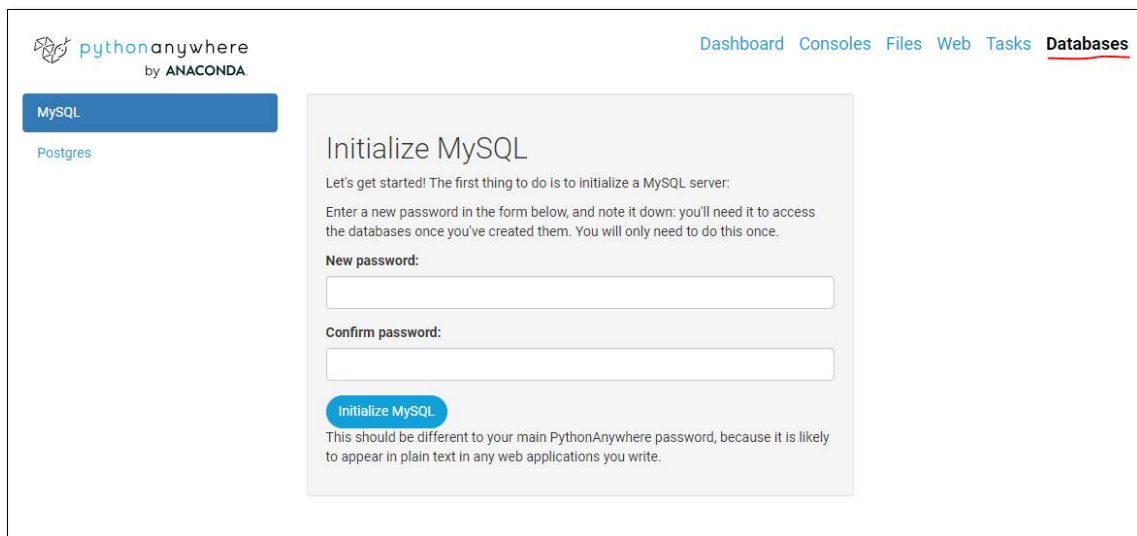 pythonanywhere
by ANACONDA.
Dashboard Consoles Files Web Tasks Databases
MySQL
Postgres
Initialize MySQL
Let's get started! The first thing to do is to initialize a MySQL server:
Enter a new password in the form below, and note it down: you'll need it to access
the databases once you've created them. You will only need to do this once.
New password:
Confirm password:
Initialize MySQL
This should be different to your main PythonAnywhere password, because it is likely
to appear in plain text in any web applications you write.